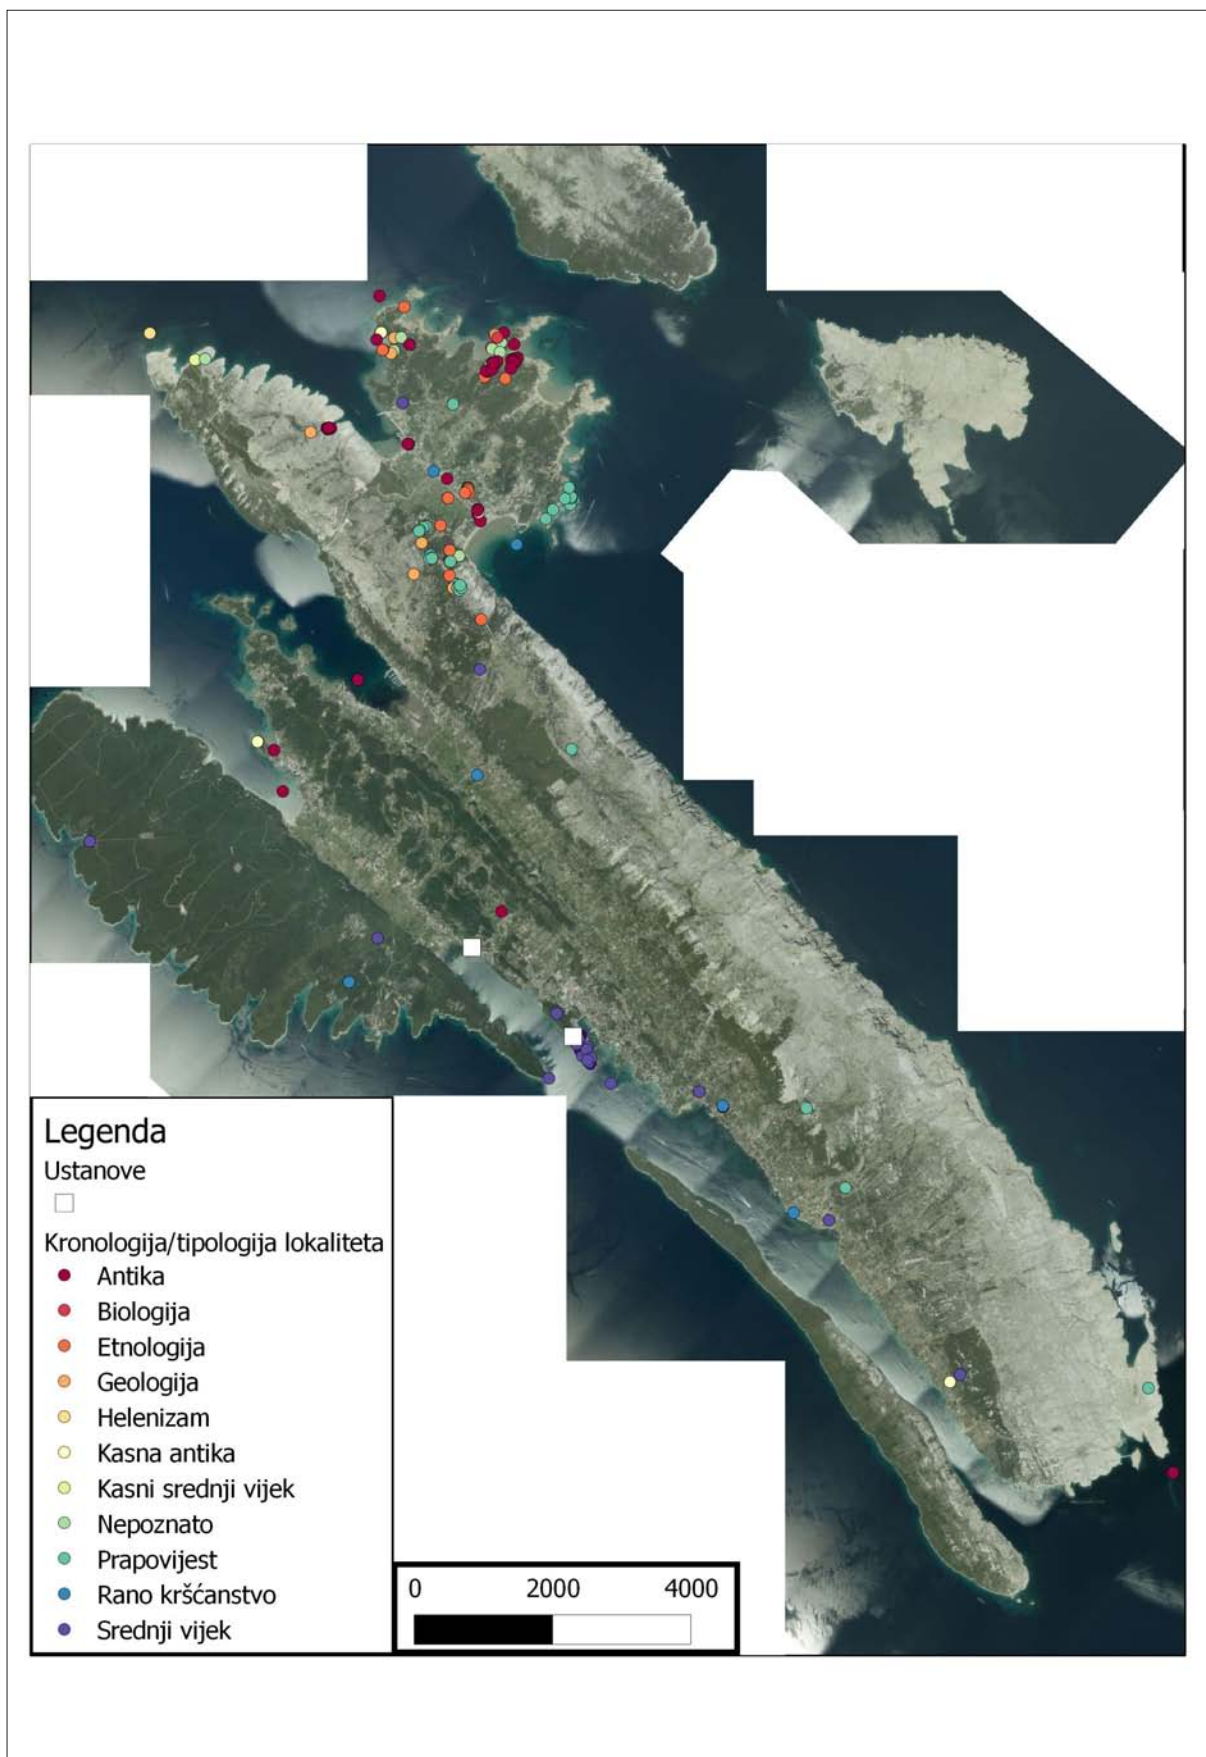 Legenda
Ustanove
Kronologija/tipologija lokaliteta
Antika
Biologija
Etnologija
Geologija
Helenizam
Kasna antika
Kasni srednji vijek
Nepoznato
Prapovijest
Rano kršćanstvo
Srednji vijek
0 2000 4000